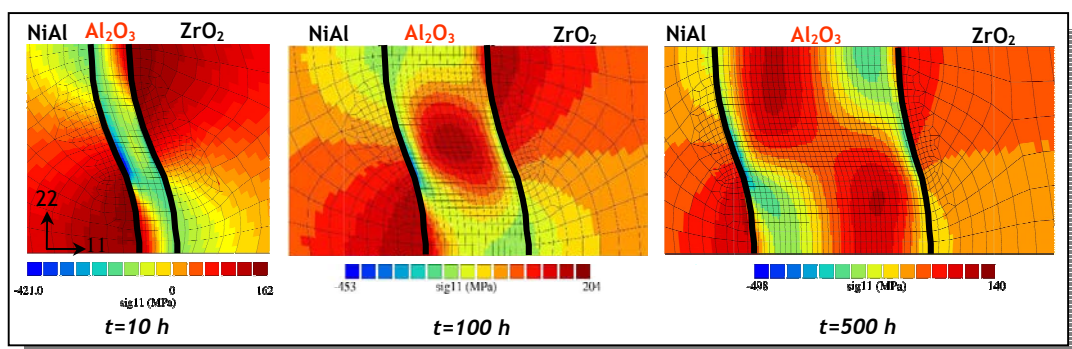 NiAl Al₂O₃ ZrO₂
22
11
-421.0 0 162
sig11 (MPa)
t=10 h
NiAl Al₂O₃ ZrO₂
-453 sig11 (MPa) 204
t=100 h
NiAl Al₂O₃ ZrO₂
-498 sig11 (MPa) 140
t=500 h